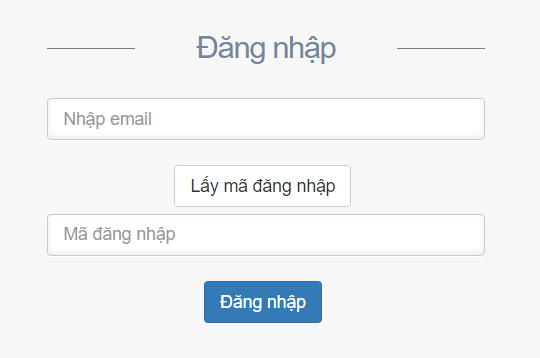 Đăng nhập
Nhập email
Lấy mã đăng nhập
Mã đăng nhập
Đăng nhập